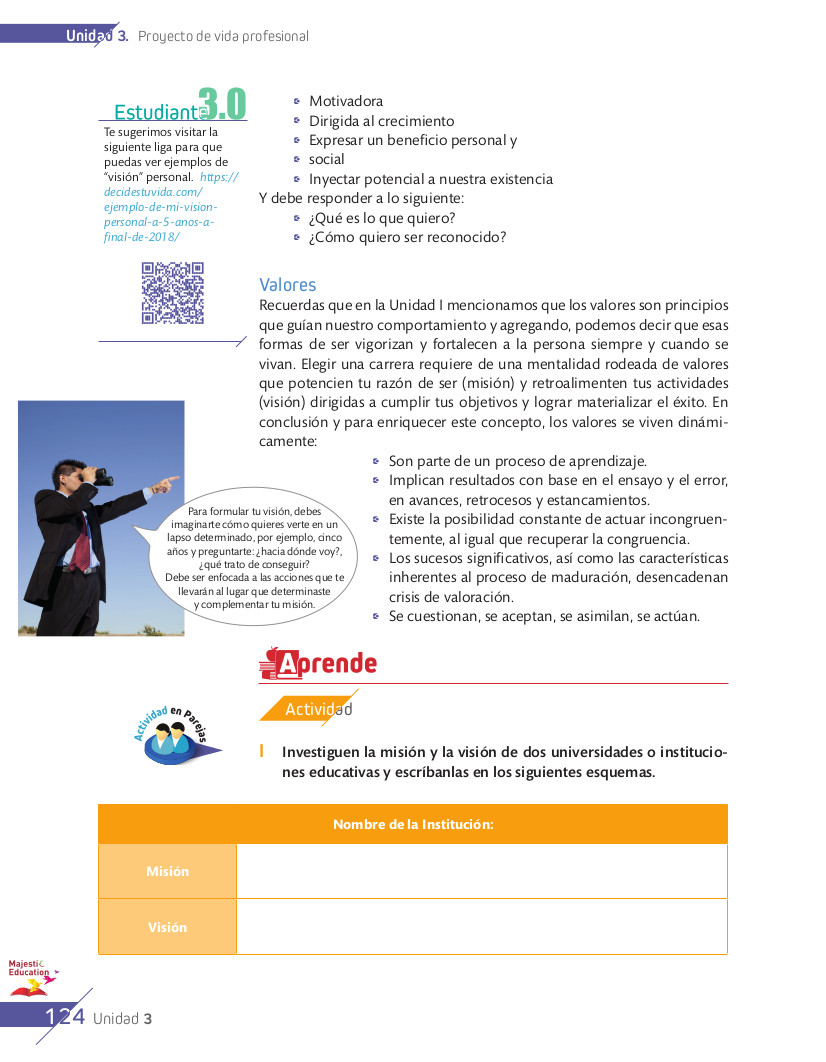 Unidad 3. Proyecto de vida profesional
Estudiante 3.0
Te sugerimos visitar la
siguiente liga para que
puedas ver ejemplos de
“visión” personal. https://
decidestuvida.com/
ejemplo-de-mi-vision-
personal-a-5-anos-a-
final-de-2018/
Motivadora
Dirigida al crecimiento
Expresar un beneficio personal y
social
Inyectar potencial a nuestra existencia
Y debe responder a lo siguiente:
¿Qué es lo que quiero?
¿Cómo quiero ser reconocido?
Valores
Recuerdas que en la Unidad I mencionamos que los valores son principios
que guían nuestro comportamiento y agregando, podemos decir que esas
formas de ser vigorizan y fortalecen a la persona siempre y cuando se
vivan. Elegir una carrera requiere de una mentalidad rodeada de valores
que potencien tu razón de ser (misión) y retroalimenten tus actividades
(visión) dirigidas a cumplir tus objetivos y lograr materializar el éxito. En
conclusión y para enriquecer este concepto, los valores se viven dinámi-
camente:
Son parte de un proceso de aprendizaje.
Implican resultados con base en el ensayo y el error,
en avances, retrocesos y estancamientos.
Existe la posibilidad constante de actuar incongruen-
temente, al igual que recuperar la congruencia.
Los sucesos significativos, así como las características
inherentes al proceso de maduración, desencadenan
crisis de valoración.
Se cuestionan, se aceptan, se asimilan, se actúan.
Para formular tu visión, debes
imaginarte cómo quieres verte en un
lapso determinado, por ejemplo, cinco
años y preguntarte: ¿hacia dónde voy?,
¿qué trato de conseguir?
Debe ser enfocada a las acciones que te
llevarán al lugar que determinaste
y complementar tu misión.
Aprende
Actividad
Actividad en Parejas
I Investiguen la misión y la visión de dos universidades o institucio-
nes educativas y escríbanlas en los siguientes esquemas.
Nombre de la Institución:
Misión
Visión
Majestic
Education
124 Unidad 3